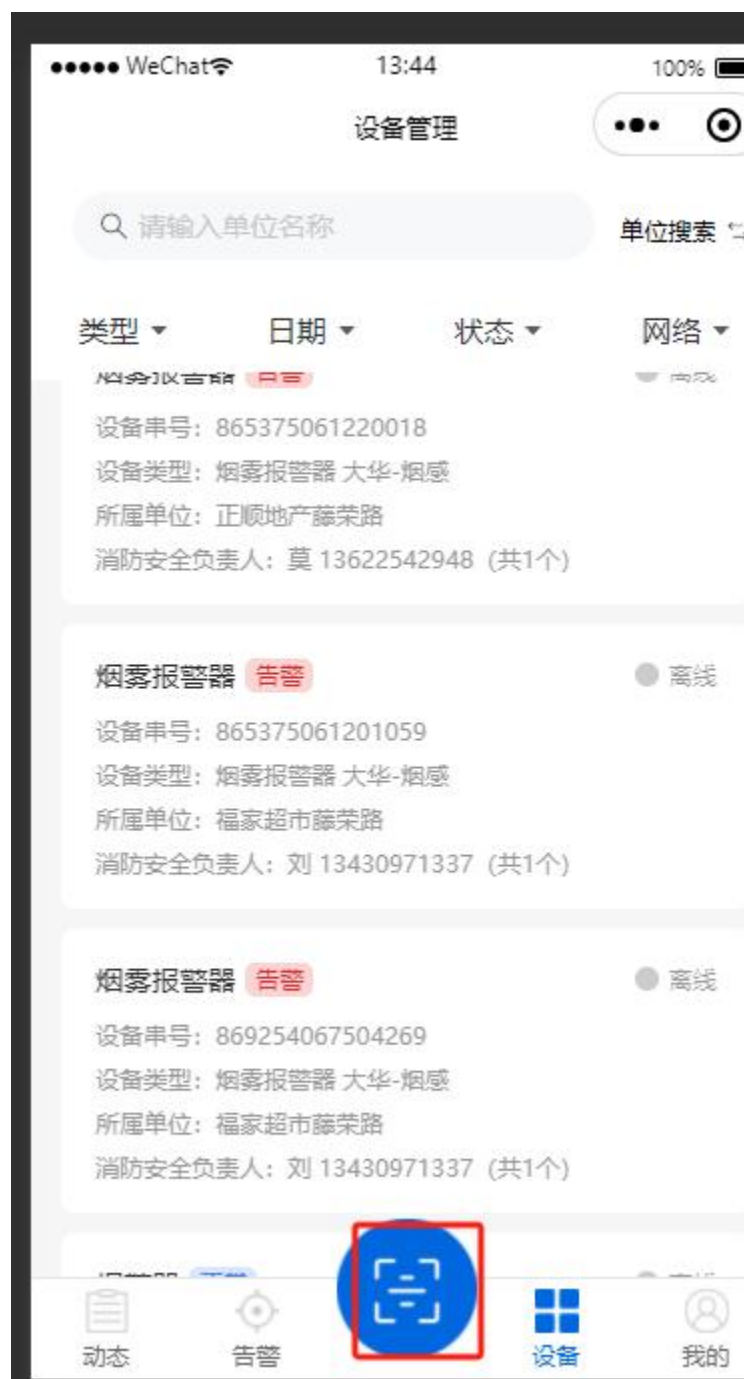 WeChat 13:44 100%
设备管理
请输入单位名称 单位搜索
类型 日期 状态 网络
烟雾报警器 告警 离线
设备串号：865375061220018
设备类型：烟雾报警器 大华-烟感
所属单位：正顺地产藤荣路
消防安全负责人：莫 13622542948 (共1个)
烟雾报警器 告警 离线
设备串号：865375061201059
设备类型：烟雾报警器 大华-烟感
所属单位：福家超市藤荣路
消防安全负责人：刘 13430971337 (共1个)
烟雾报警器 告警 离线
设备串号：869254067504269
设备类型：烟雾报警器 大华-烟感
所属单位：福家超市藤荣路
消防安全负责人：刘 13430971337 (共1个)
动态 告警 设备 我的